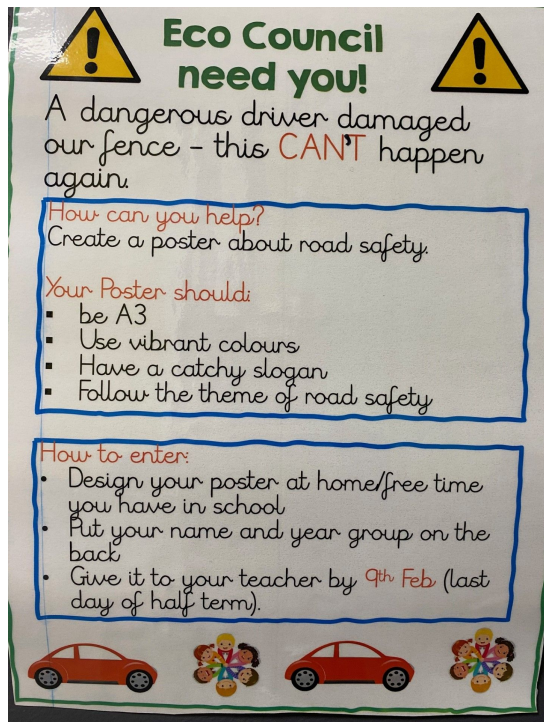 Eco Council
need you!
A dangerous driver damaged
our fence - this CAN'T happen
again.
How can you help?
Create a poster about road safety.
Your Poster should:
▪ be A3
▪ Use vibrant colours
▪ Have a catchy slogan
▪ Follow the theme of road safety
How to enter:
• Design your poster at home/free time
you have in school
• Put your name and year group on the
back
• Give it to your teacher by 9th Feb (last
day of half term).